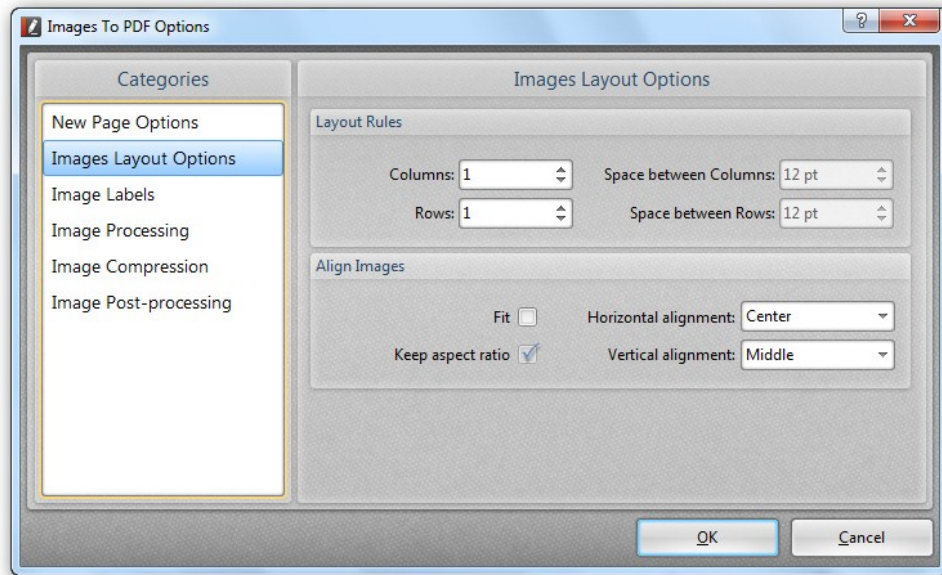 Images To PDF Options
Categories
New Page Options
Images Layout Options
Image Labels
Image Processing
Image Compression
Image Post-processing
Images Layout Options
Layout Rules
Columns: 1 Space between Columns: 12 pt
Rows: 1 Space between Rows: 12 pt
Align Images
Fit Horizontal alignment: Center
Keep aspect ratio Vertical alignment: Middle
OK Cancel